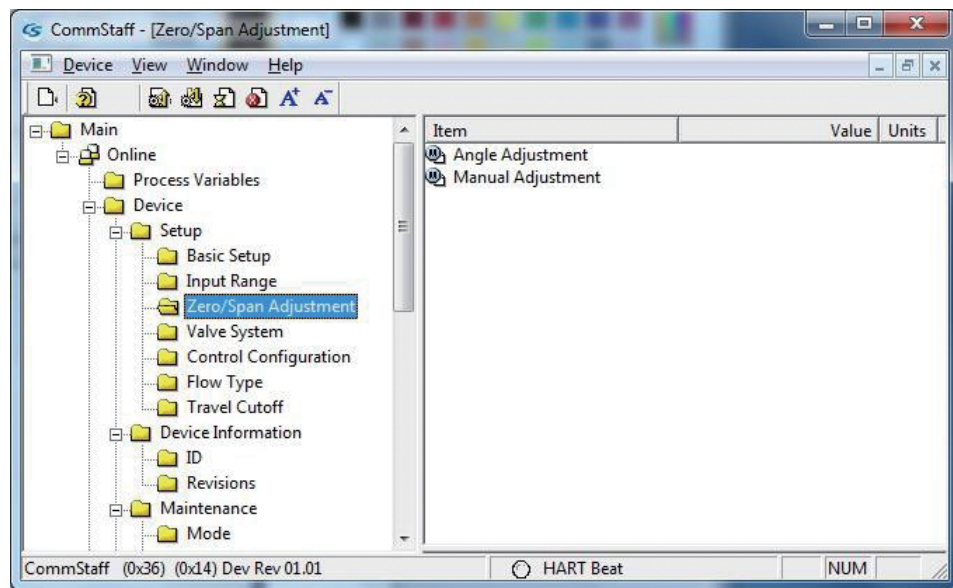 CommStaff - [Zero/Span Adjustment]
Device View Window Help
Main
Online
Process Variables
Device
Setup
Basic Setup
Input Range
Zero/Span Adjustment
Valve System
Control Configuration
Flow Type
Travel Cutoff
Device Information
ID
Revisions
Maintenance
Mode
Item Value Units
Angle Adjustment
Manual Adjustment
CommStaff (0x36) (0x14) Dev Rev 01.01 HART Beat NUM